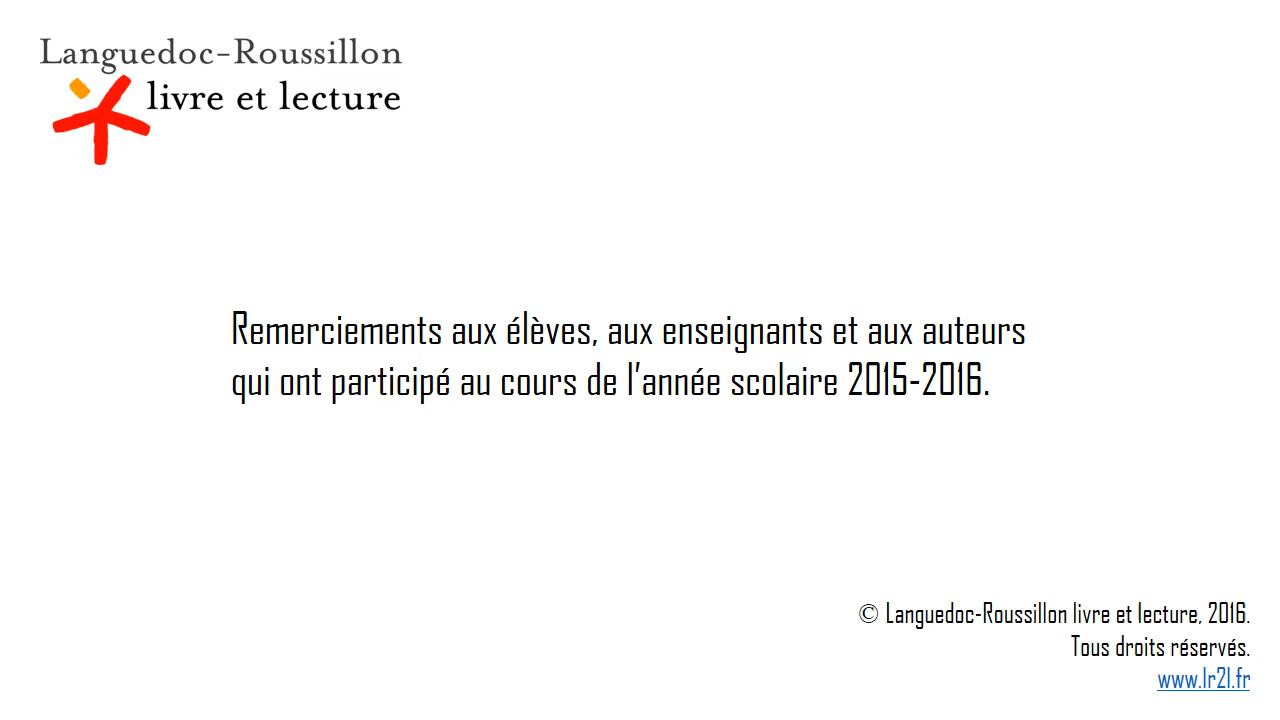 Languedoc-Roussillon
livre et lecture
Remerciements aux élèves, aux enseignants et aux auteurs
qui ont participé au cours de l’année scolaire 2015-2016.
© Languedoc-Roussillon livre et lecture, 2016.
Tous droits réservés.
www.lr2l.fr